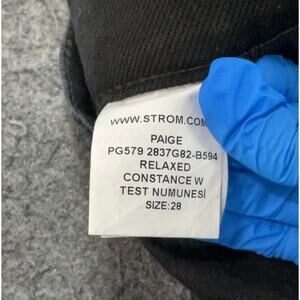 WWW.STROM.COM
PAIGE
PG579 2837G82-B594
RELAXED
CONSTANCE W
TEST NUMUNESİ
SIZE:28